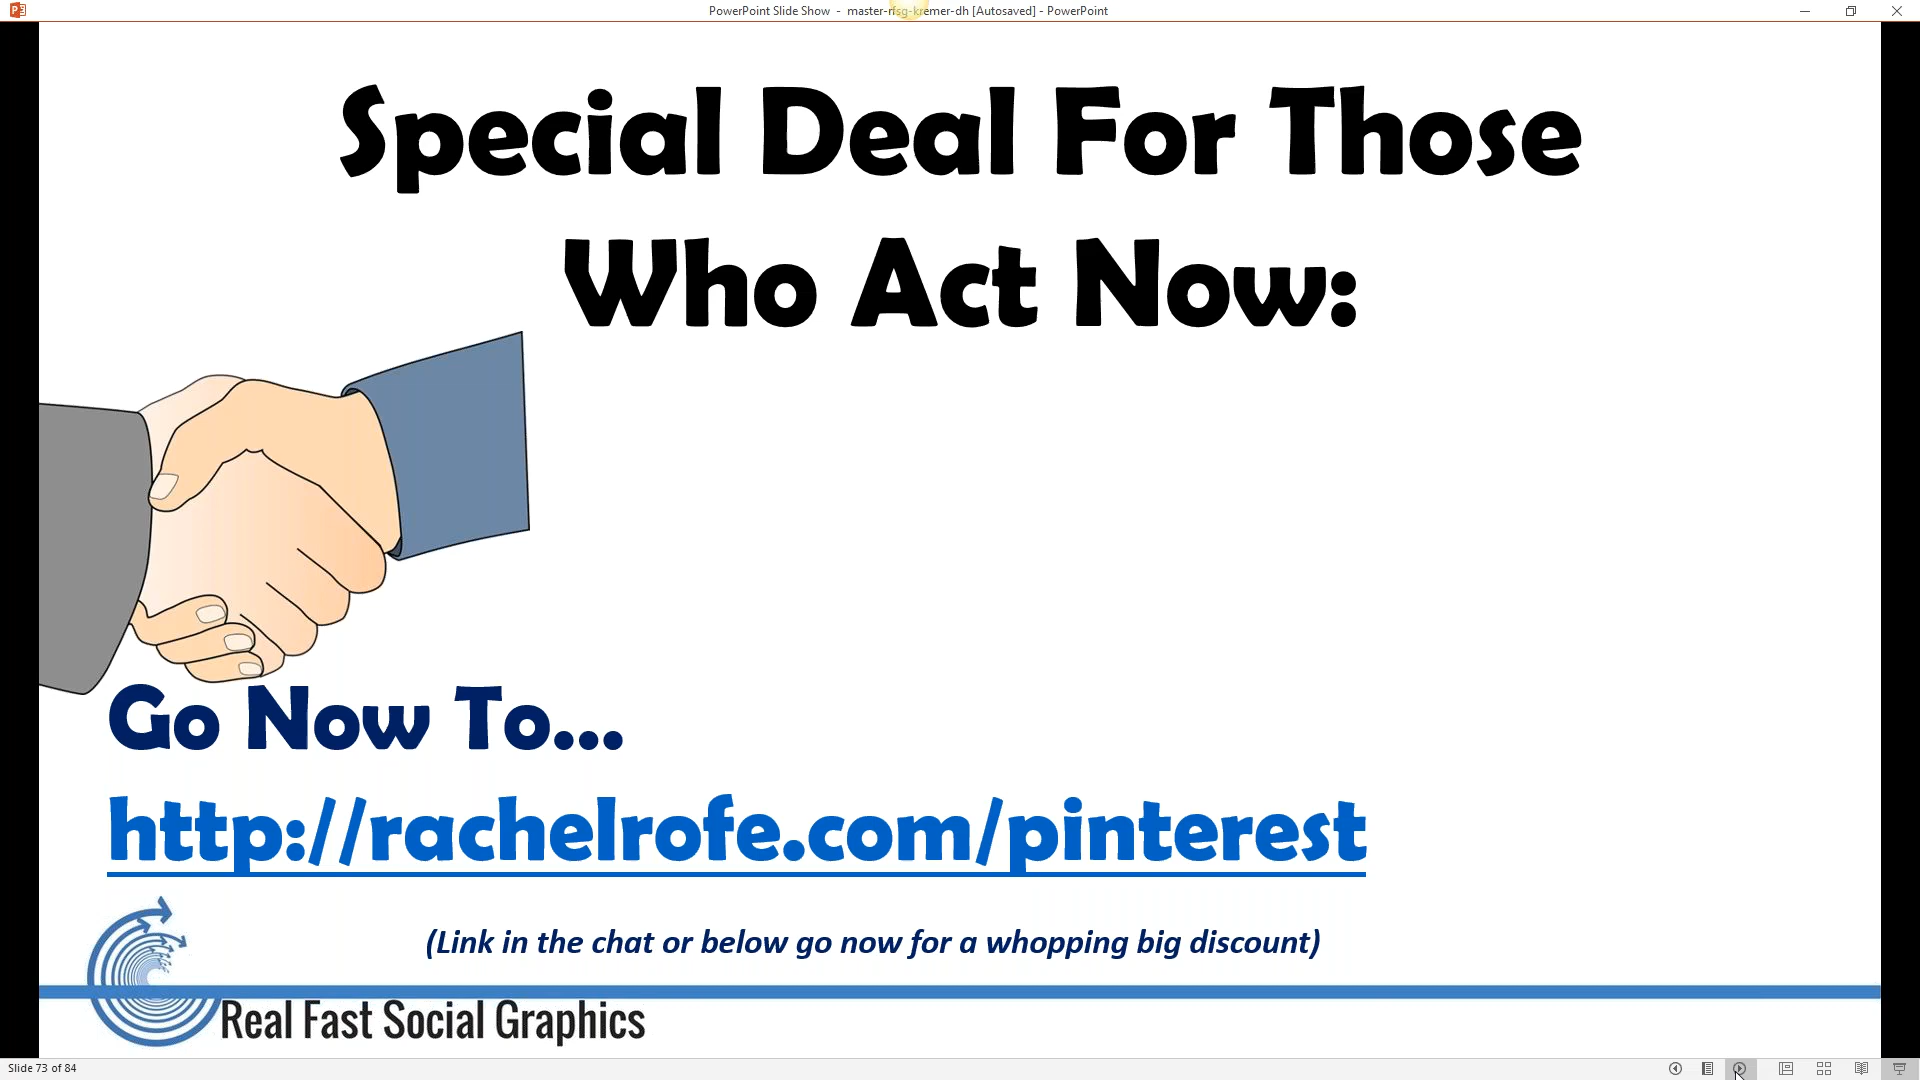 PowerPoint Slide Show - master-rfsg-kremer-dh [Autosaved] - PowerPoint
Special Deal For Those
Who Act Now:
Go Now To...
http://rachelrofe.com/pinterest
(Link in the chat or below go now for a whopping big discount)
Real Fast Social Graphics
Slide 73 of 84